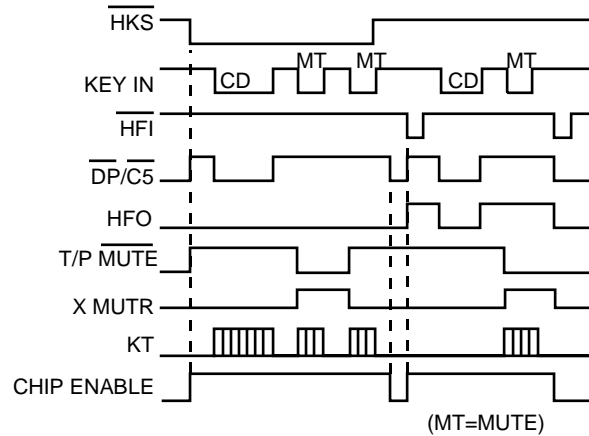 HKS
KEY IN
CD
MT
MT
CD
MT
HFI
DP/C5
HFO
T/P MUTE
X MUTR
KT
CHIP ENABLE
(MT=MUTE)